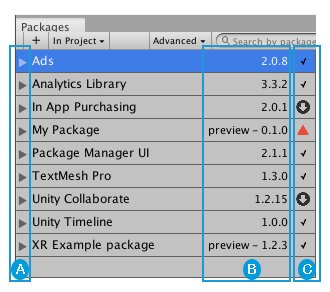 Packages
+ In Project ▾ Advanced ▾ Search by package
Ads 2.0.8 ✓
Analytics Library 3.3.2 ✓
In App Purchasing 2.0.1
My Package preview – 0.1.0
Package Manager UI 2.1.1 ✓
TextMesh Pro 1.3.0 ✓
Unity Collaborate 1.2.15
Unity Timeline 1.0.0 ✓
XR Example package preview – 1.2.3 ✓
A B C